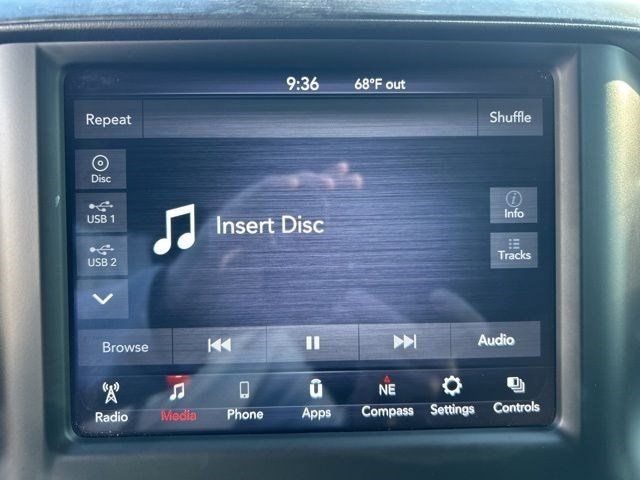 9:36 68°F out
Repeat Shuffle
Disc
USB 1
USB 2
Insert Disc
Info
Tracks
Browse Audio
NE
Radio Media Phone Apps Compass Settings Controls